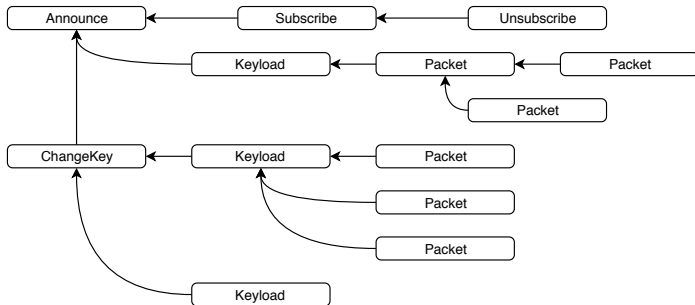 Announce
Subscribe
Unsubscribe
Keyload
Packet
Packet
Packet
ChangeKey
Keyload
Packet
Packet
Packet
Keyload